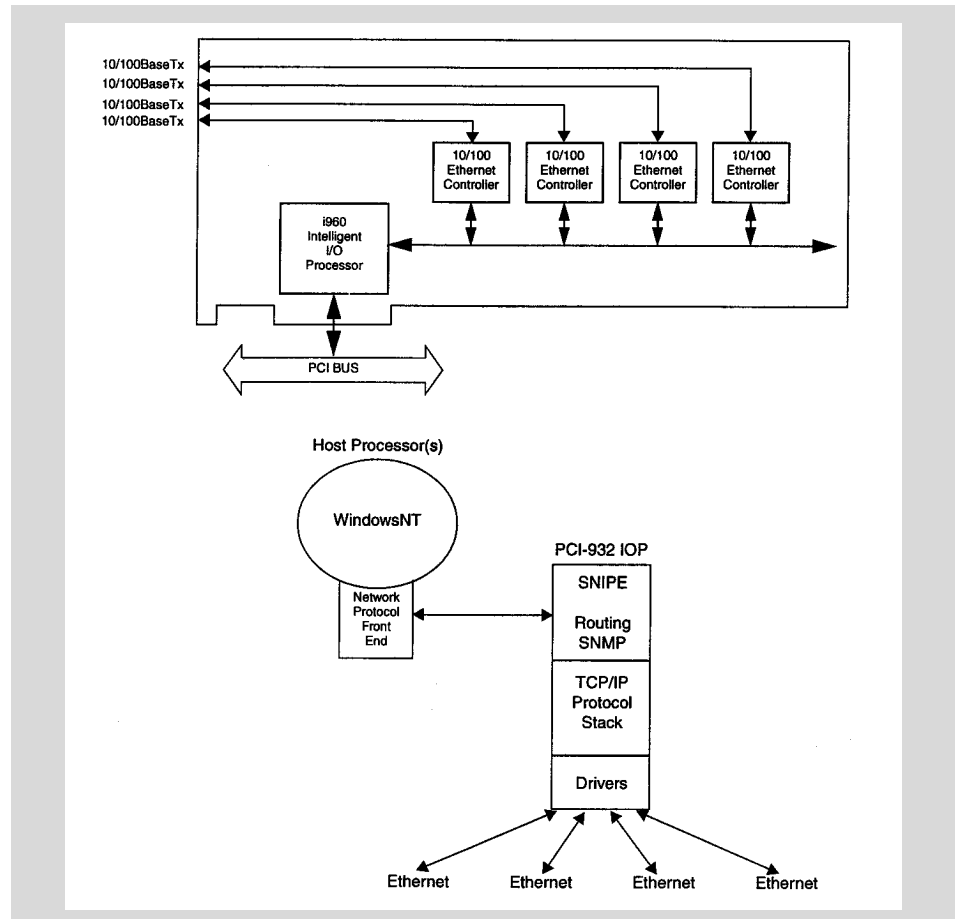 10/100BaseTx
10/100BaseTx
10/100BaseTx
10/100BaseTx
10/100
Ethernet
Controller
10/100
Ethernet
Controller
10/100
Ethernet
Controller
10/100
Ethernet
Controller
i960
Intelligent
I/O
Processor
PCI BUS
Host Processor(s)
WindowsNT
Network
Protocol
Front
End
PCI-932 IOP
SNIPE
Routing
SNMP
TCP/IP
Protocol
Stack
Drivers
Ethernet
Ethernet
Ethernet
Ethernet